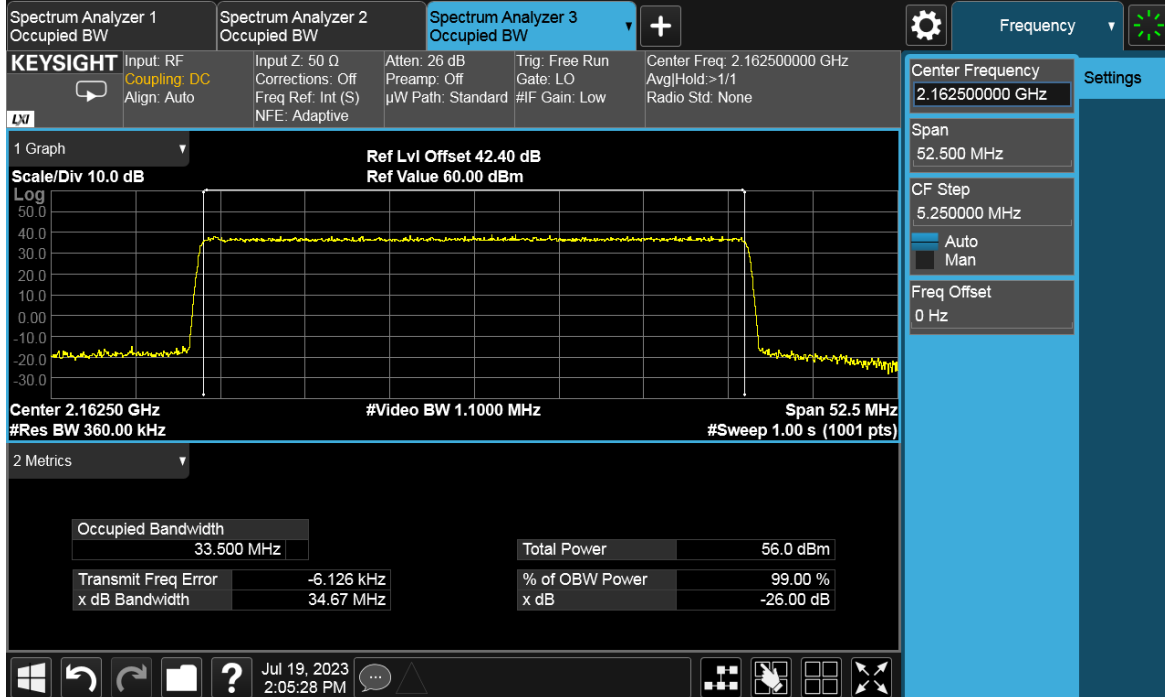 Spectrum Analyzer 1
Occupied BW
Spectrum Analyzer 2
Occupied BW
Spectrum Analyzer 3
Occupied BW
Frequency
KEYSIGHT
LXI
Input: RF
Coupling: DC
Align: Auto
Input Z: 50 Ω
Corrections: Off
Freq Ref: Int (S)
NFE: Adaptive
Atten: 26 dB
Preamp: Off
µW Path: Standard
Trig: Free Run
Gate: LO
#IF Gain: Low
Center Freq: 2.162500000 GHz
Avg|Hold:>1/1
Radio Std: None
Center Frequency
2.162500000 GHz
Settings
Span
52.500 MHz
CF Step
5.250000 MHz
Auto
Man
Freq Offset
0 Hz
1 Graph
Scale/Div 10.0 dB
Ref Lvl Offset 42.40 dB
Ref Value 60.00 dBm
Log
50.0
40.0
30.0
20.0
10.0
0.00
-10.0
-20.0
-30.0
Center 2.16250 GHz
#Video BW 1.1000 MHz
Span 52.5 MHz
#Res BW 360.00 kHz
#Sweep 1.00 s (1001 pts)
2 Metrics
Occupied Bandwidth
33.500 MHz
Total Power 56.0 dBm
Transmit Freq Error -6.126 kHz
% of OBW Power 99.00 %
x dB Bandwidth 34.67 MHz
x dB -26.00 dB
?
Jul 19, 2023
2:05:28 PM